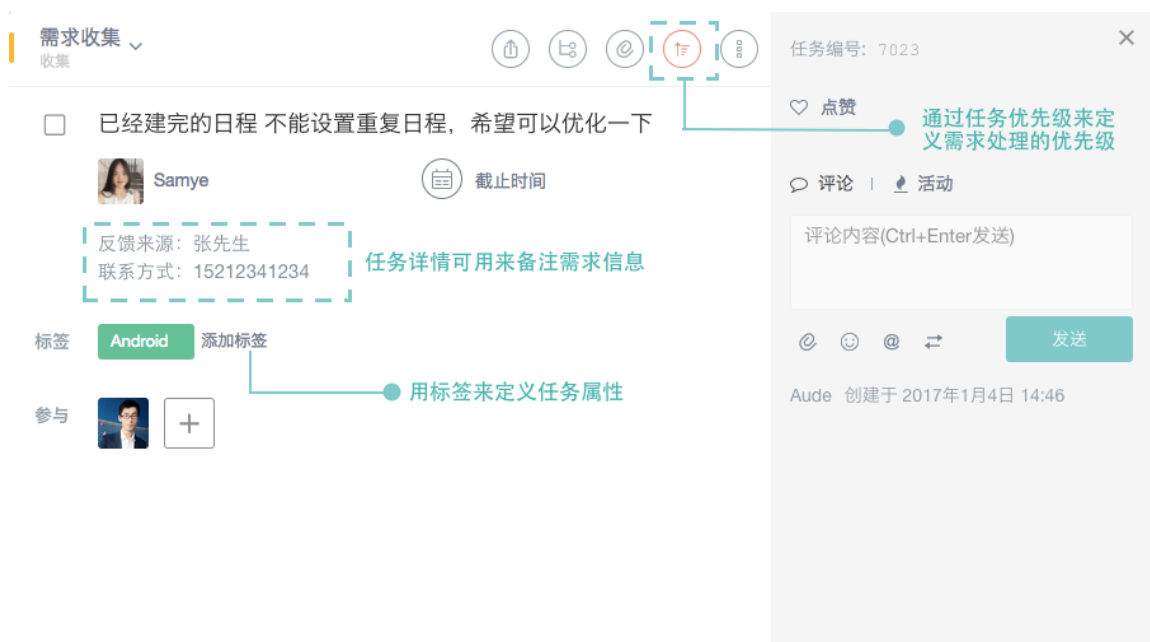 需求收集
收集
任务编号: 7023
已经建完的日程 不能设置重复日程，希望可以优化一下
点赞
通过任务优先级来定
义需求处理的优先级
Samye
截止时间
评论
活动
反馈来源：张先生
联系方式：15212341234
任务详情可用来备注需求信息
评论内容(Ctrl+Enter发送)
标签
Android
添加标签
@
发送
用标签来定义任务属性
Aude 创建于 2017年1月4日 14:46
参与